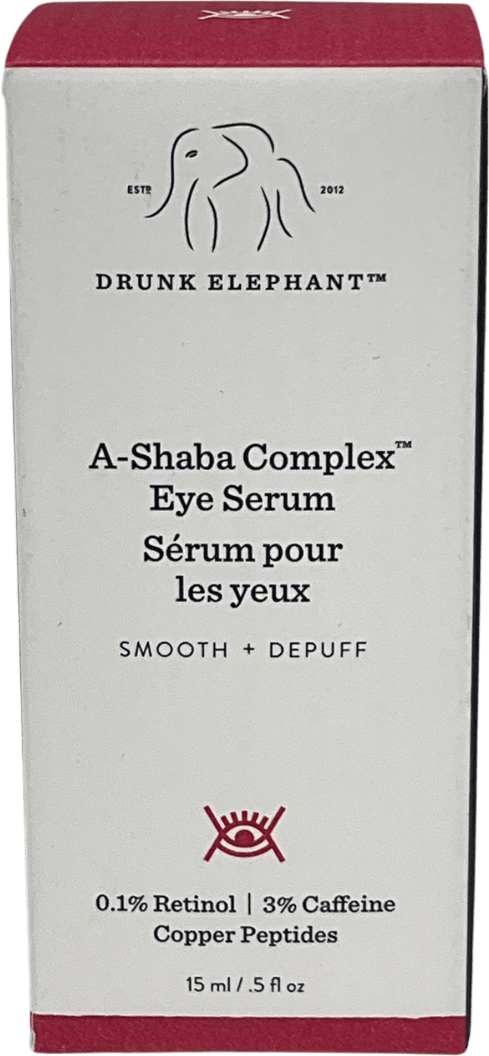 ESTD 2012
DRUNK ELEPHANT™
A-Shaba Complex™
Eye Serum
Sérum pour
les yeux
SMOOTH + DEPUFF
0.1% Retinol | 3% Caffeine
Copper Peptides
15 ml / .5 fl oz